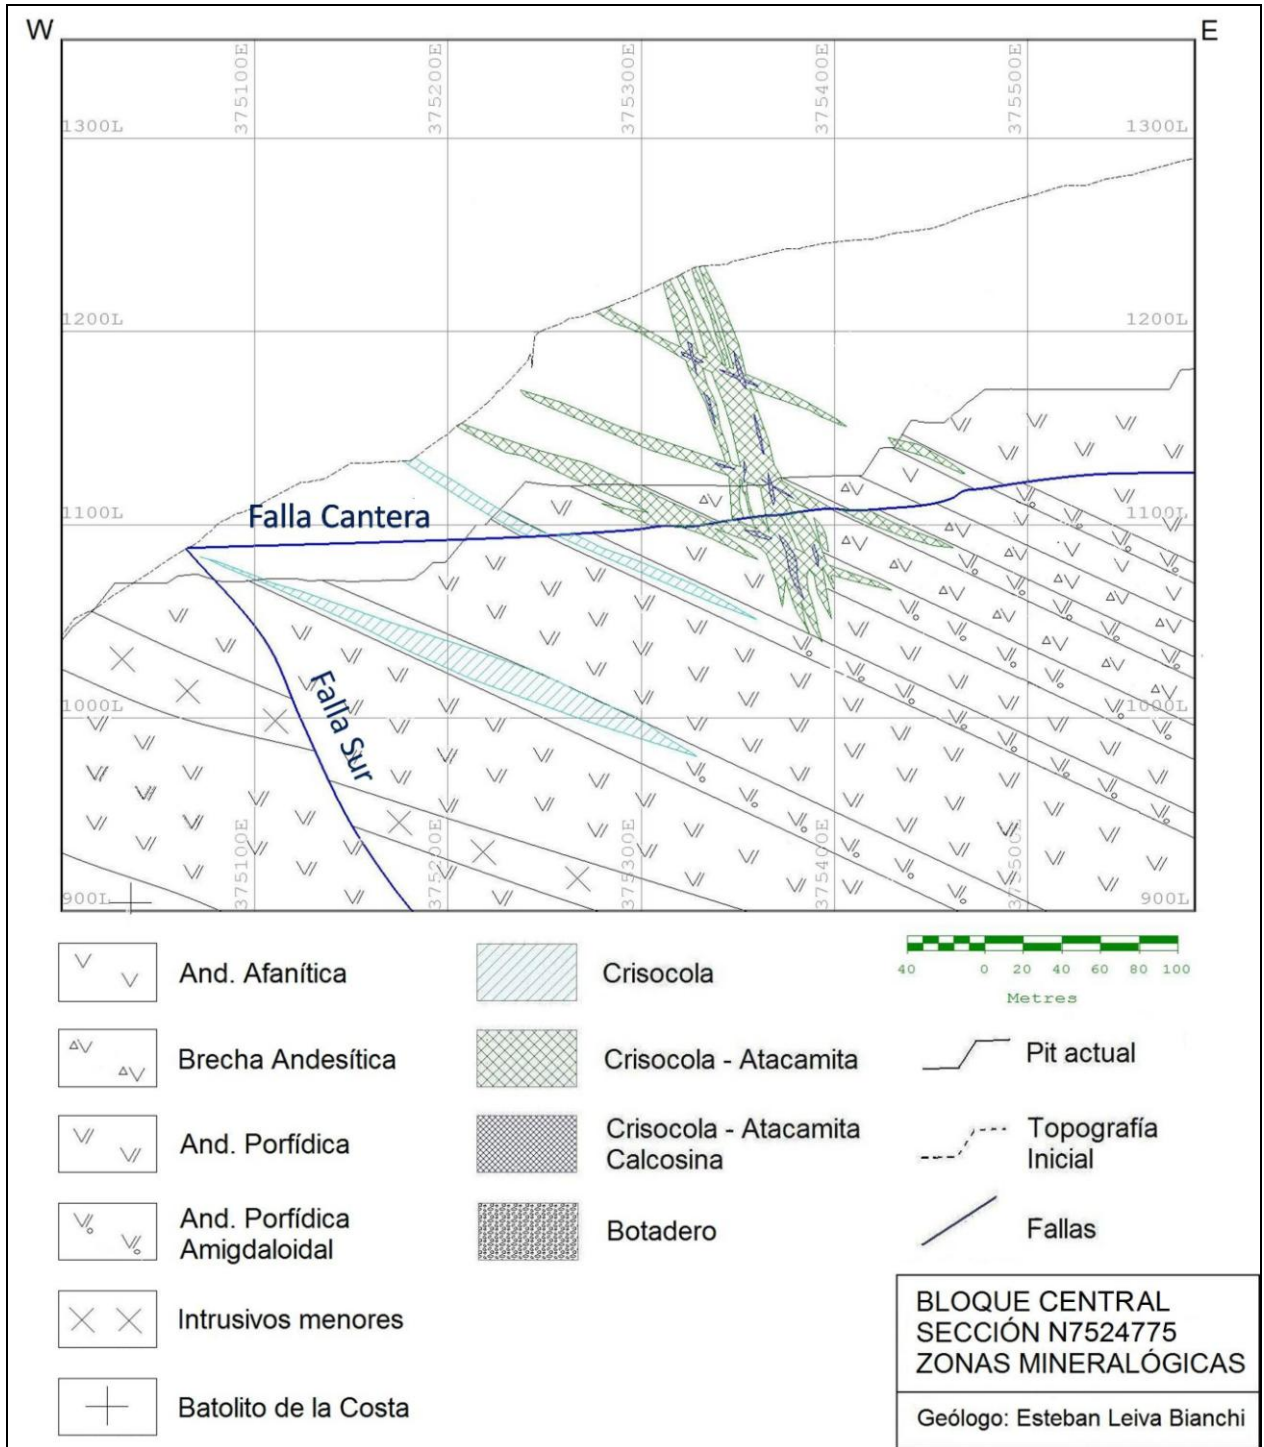 W
E
375100E
375200E
375300E
375400E
375500E
1300L
1300L
1200L
1200L
1100L
1100L
Falla Cantera
Falla Sur
1000L
1000L
375100E
375200E
375300E
375400E
375500E
900L
900L
And. Afanítica
Crisocola
40 0 20 40 60 80 100
Metres
Brecha Andesítica
Crisocola - Atacamita
Pit actual
And. Porfídica
Crisocola - Atacamita
Calcosina
Topografía
Inicial
And. Porfídica
Amigdaloidal
Botadero
Fallas
Intrusivos menores
Batolito de la Costa
BLOQUE CENTRAL
SECCIÓN N7524775
ZONAS MINERALÓGICAS
Geólogo: Esteban Leiva Bianchi